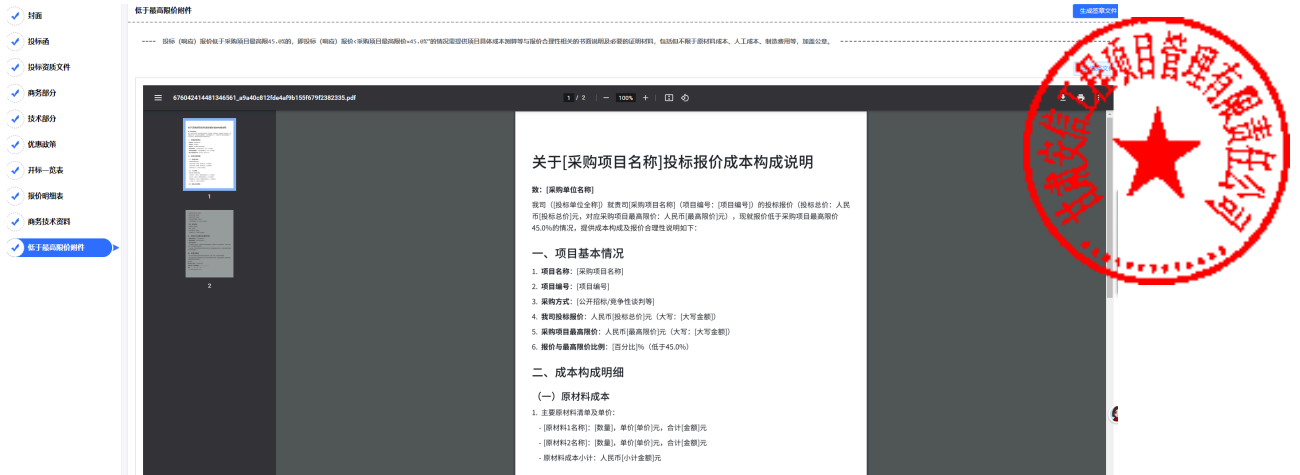 封面
投标函
投标资质文件
商务部分
技术部分
优惠政策
开标一览表
报价明细表
商务技术资料
低于最高限价附件
低于最高限价附件
生成签章文件
投标（响应）报价低于采购项目最高限45.0%的，即投标（响应）报价<采购项目最高限价×45.0%"的情况需提供项目具体成本测算等与报价合理性相关的书面说明及必要的证明材料，包括但不限于原材料成本、人工成本、制造费用等，加盖公章。
676042414481346561_a9a40c812fde4af9b155f679f2382335.pdf
1 / 2
100%
1
2
关于[采购项目名称]投标报价成本构成说明
致：[采购单位名称]
我司（[投标单位全称]）就贵司[采购项目名称]（项目编号：[项目编号]）的投标报价（投标总价：人民
币[投标总价]元，对应采购项目最高限价：人民币[最高限价]元），现就报价低于采购项目最高限价
45.0%的情况，提供成本构成及报价合理性说明如下：
一、项目基本情况
1. 项目名称：[采购项目名称]
2. 项目编号：[项目编号]
3. 采购方式：[公开招标/竞争性谈判等]
4. 我司投标报价：人民币[投标总价]元（大写：[大写金额]）
5. 采购项目最高限价：人民币[最高限价]元（大写：[大写金额]）
6. 报价与最高限价比例：[百分比]%（低于45.0%）
二、成本构成明细
（一）原材料成本
1. 主要原材料清单及单价：
- [原材料1名称]：[数量]，单价[单价]元，合计[金额]元
- [原材料2名称]：[数量]，单价[单价]元，合计[金额]元
- 原材料成本小计：人民币[小计金额]元
工程项目管理有限责任公司